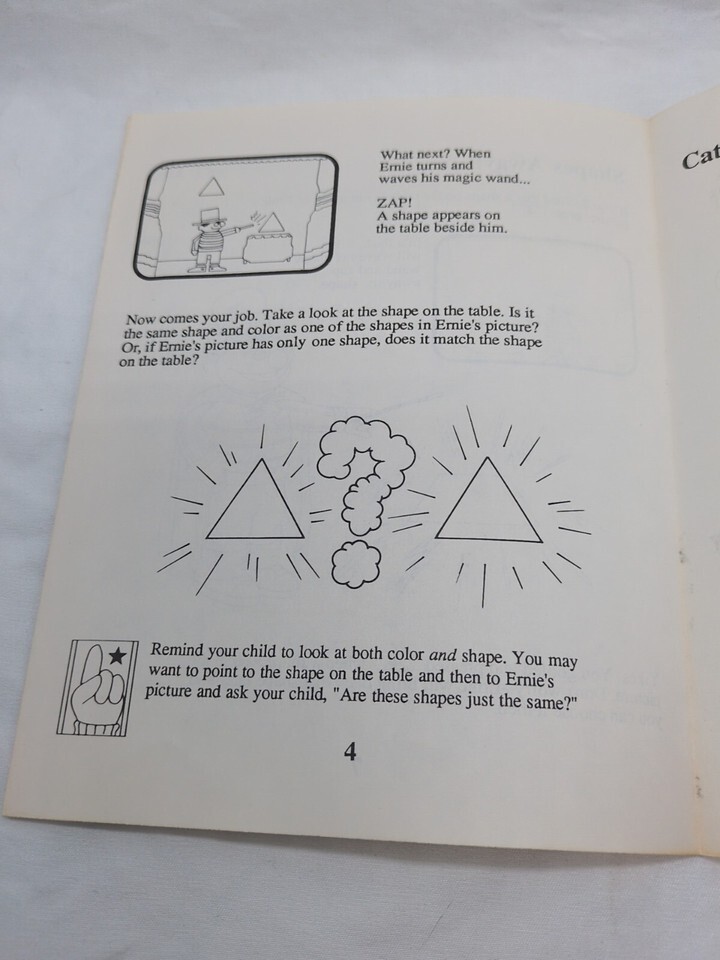 What next? When
Ernie turns and
waves his magic wand...
ZAP!
A shape appears on
the table beside him.
Now comes your job. Take a look at the shape on the table. Is it
the same shape and color as one of the shapes in Ernie's picture?
Or, if Ernie's picture has only one shape, does it match the shape
on the table?
Remind your child to look at both color and shape. You may
want to point to the shape on the table and then to Ernie's
picture and ask your child, "Are these shapes just the same?"
4
Cat